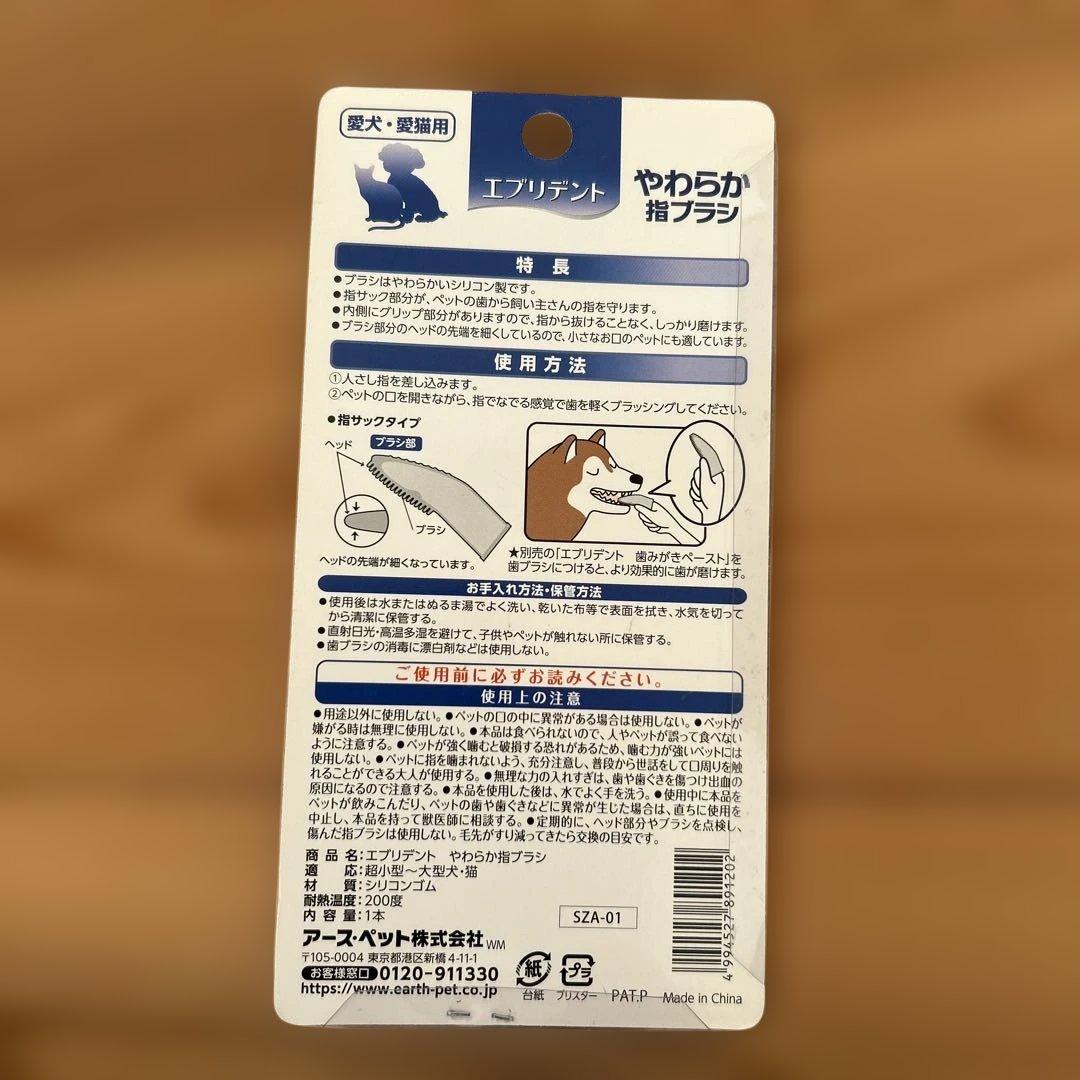 愛犬・愛猫用
エブリデント
やわらか
指ブラシ
特長
●ブラシはやわらかいシリコン製です。
●指サック部分が、ペットの歯から飼い主さんの指を守ります。
●内側にグリップ部分がありますので、指から抜けることなく、しっかり磨けます。
●ブラシ部分のヘッドの先端を細くしているので、小さなお口のペットにも適しています。
使用方法
①人さし指を差し込みます。
②ペットの口を開きながら、指でなでる感覚で歯を軽くブラッシングしてください。
●指サックタイプ
ヘッド
ブラシ部
ブラシ
ヘッドの先端が細くなっています。
★別売の「エブリデント 歯みがきペースト」を
歯ブラシにつけると、より効果的に歯が磨けます。
お手入れ方法・保管方法
●使用後は水またはぬるま湯でよく洗い、乾いた布等で表面を拭き、水気を切って
から清潔に保管する。
●直射日光・高温多湿を避けて、子供やペットが触れない所に保管する。
●歯ブラシの消毒に漂白剤などは使用しない。
ご使用前に必ずお読みください。
使用上の注意
●用途以外に使用しない。●ペットの口の中に異常がある場合は使用しない。●ペットが
嫌がる時は無理に使用しない。●本品は食べられないので、人やペットが誤って食べない
ように注意する。●ペットが強く噛むと破損する恐れがあるため、噛む力が強いペットには
使用しない。●ペットに指を噛まれないよう、充分注意し、普段から世話をして口周りを触
れることができる大人が使用する。●無理な力の入れすぎは、歯や歯ぐきを傷つけ出血の
原因になるので注意する。●本品を使用した後は、水でよく手を洗う。●使用中に本品を
ペットが飲みこんだり、ペットの歯や歯ぐきなどに異常が生じた場合は、直ちに使用を
中止し、本品を持って獣医師に相談する。●定期的に、ヘッド部分やブラシを点検し、
傷んだ指ブラシは使用しない。毛先がすり減ってきたら交換の目安です。
商品名：エブリデント やわらか指ブラシ
適応：超小型～大型犬・猫
材質：シリコンゴム
耐熱温度：200度
内容量：1本
SZA-01
4 994527 891202
アース・ペット株式会社 WM
〒105-0004 東京都港区新橋4-11-1
お客様窓口 0120-911330
https://www.earth-pet.co.jp
紙
台紙
プラ
ブリスター
PAT.P
Made in China